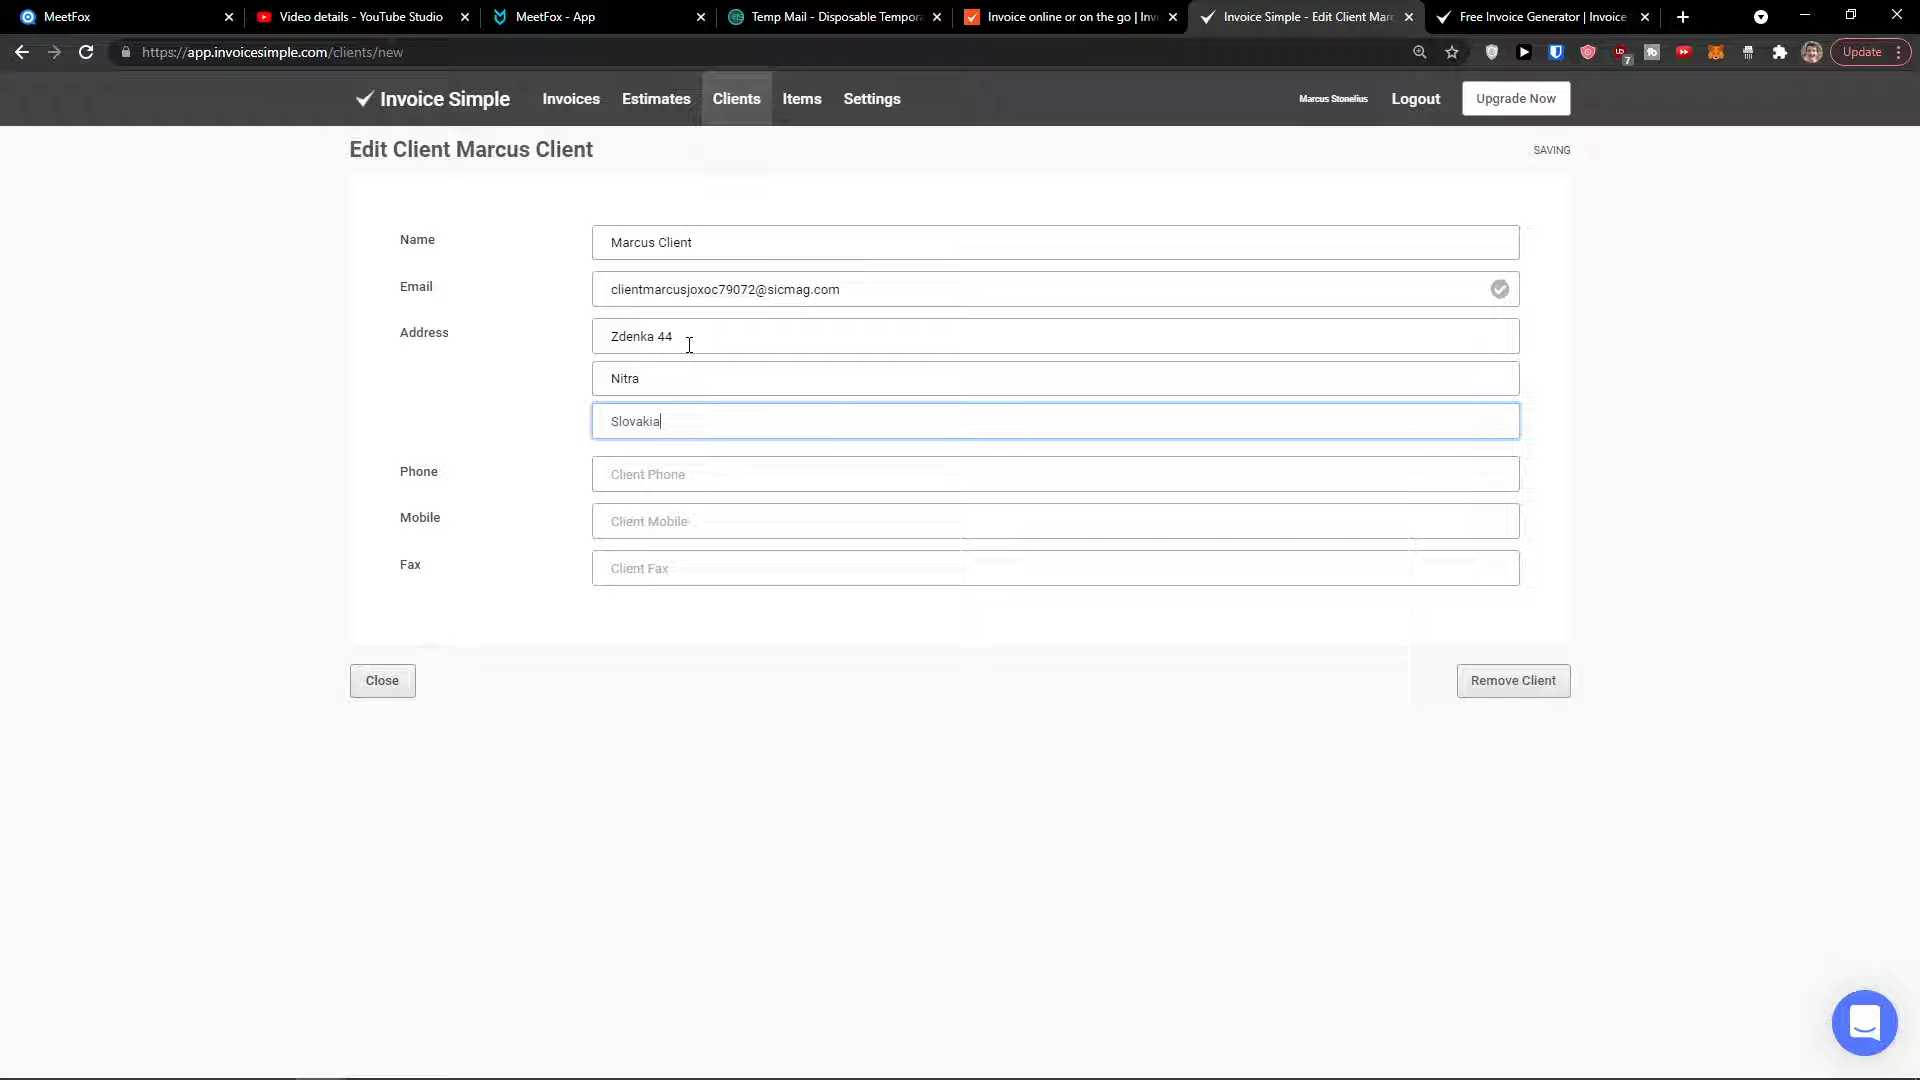 MeetFox
Video details - YouTube Studio
MeetFox - App
Temp Mail - Disposable Tempora
Invoice online or on the go | Inv
Invoice Simple - Edit Client Mar
Free Invoice Generator | Invoice
https://app.invoicesimple.com/clients/new
7
Update
Invoice Simple
Invoices
Estimates
Clients
Items
Settings
Marcus Stonelius
Logout
Upgrade Now
Edit Client Marcus Client
SAVING
Name
Marcus Client
Email
clientmarcusjoxoc79072@sicmag.com
Address
Zdenka 44
Nitra
Slovakia
Phone
Client Phone
Mobile
Client Mobile
Fax
Client Fax
Close
Remove Client